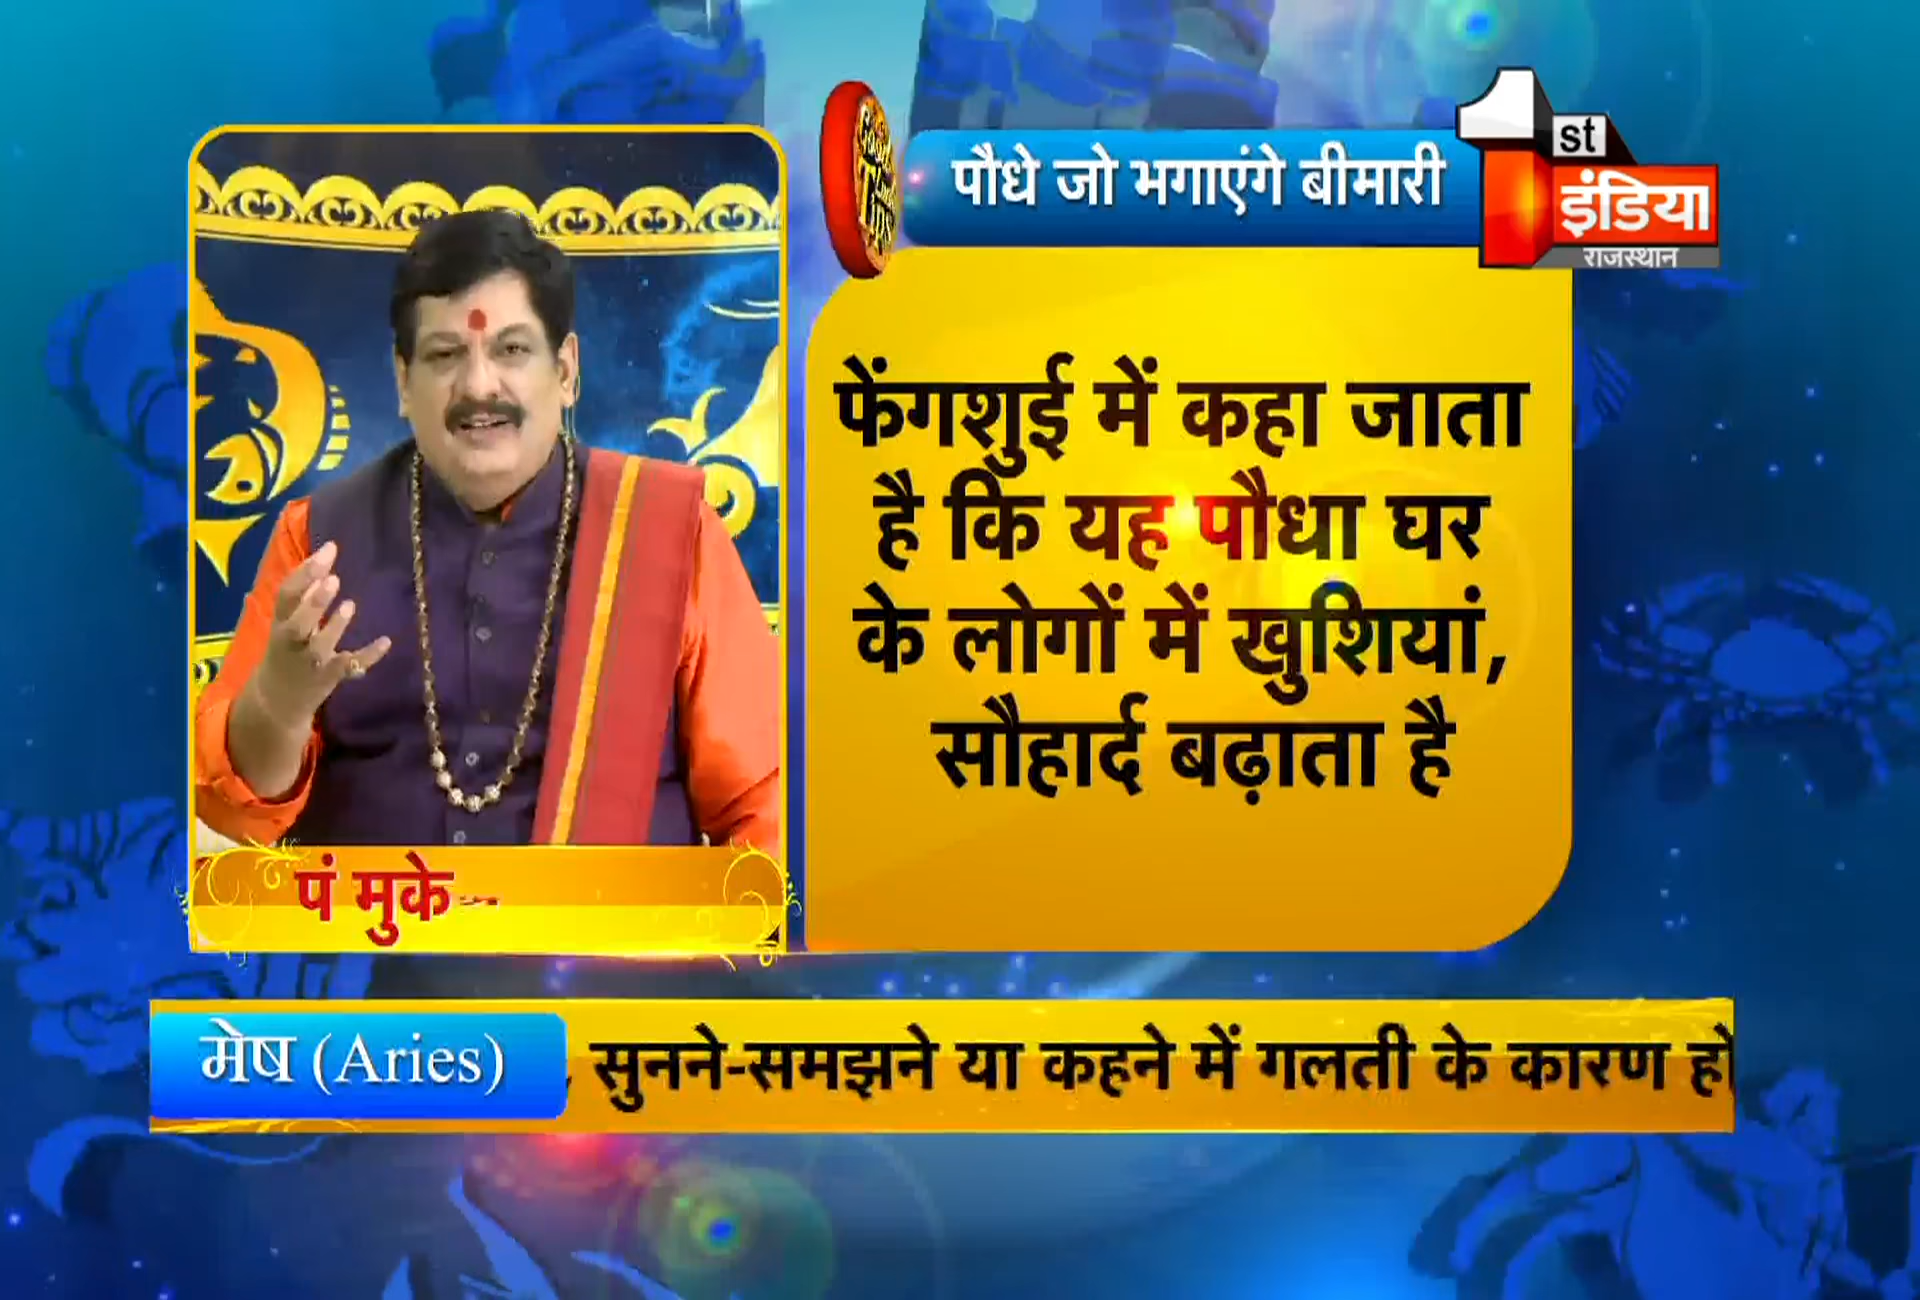 पौधे जो भगाएंगे बीमारी
1st
इंडिया
राजस्थान
फेंगशुई में कहा जाता
है कि यह पौधा घर
के लोगों में खुशियां,
सौहार्द बढ़ाता है
पं मुके
मेष (Aries)
, सुनने-समझने या कहने में गलती के कारण हो